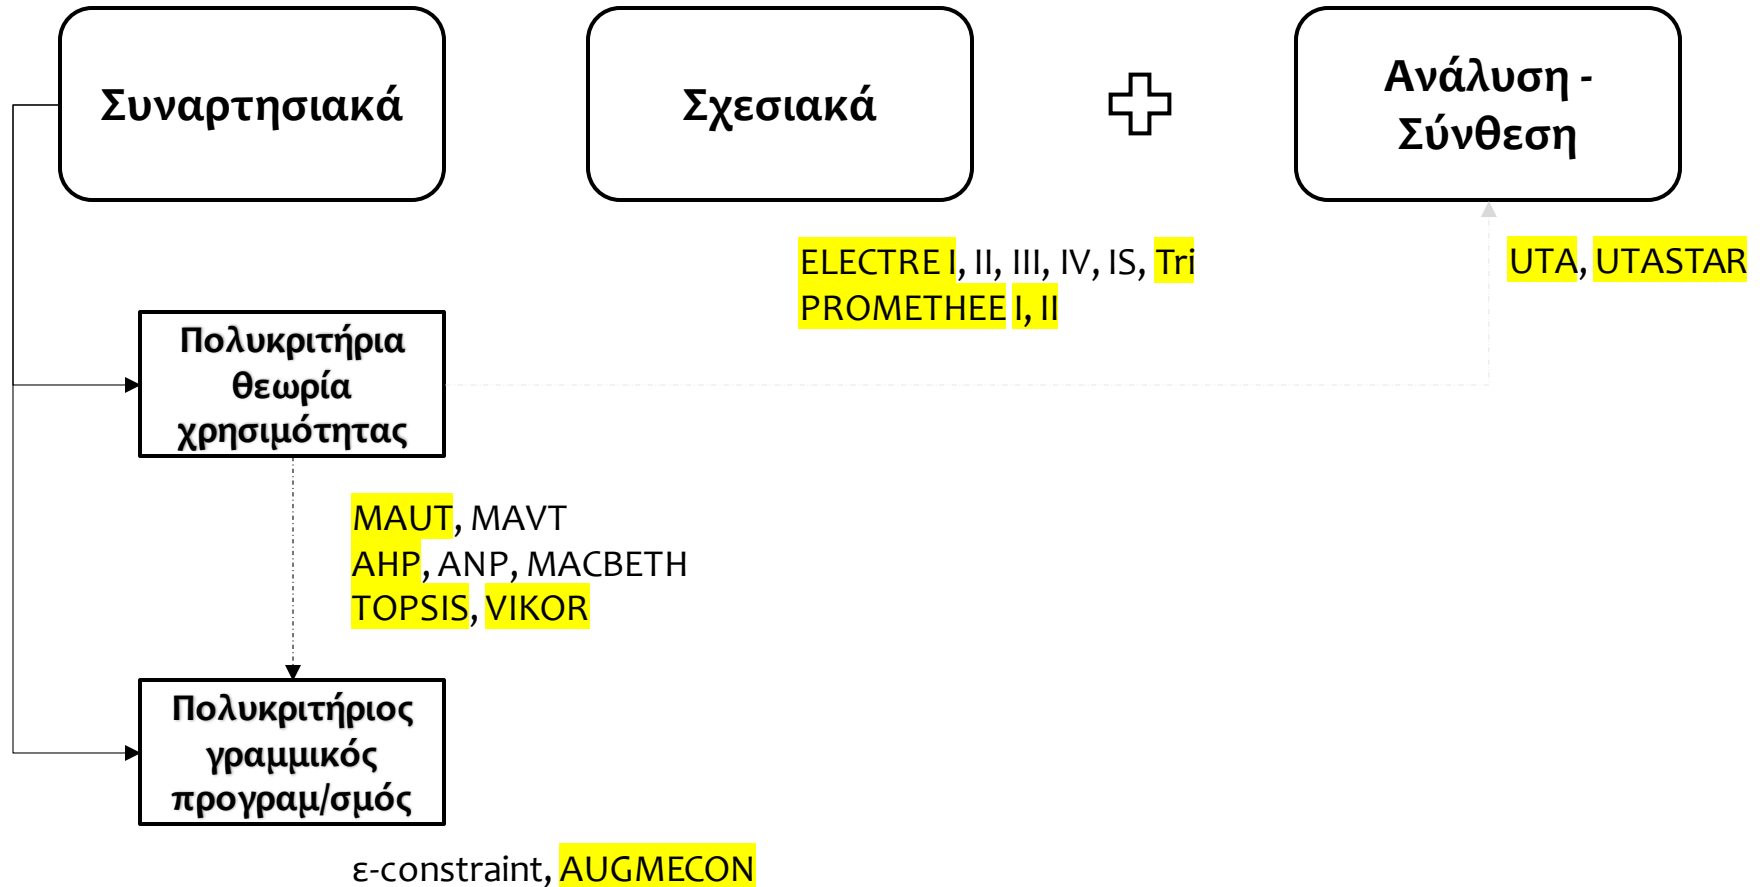 Συναρτησιακά
Σχεσιακά
Ανάλυση -
Σύνθεση
ELECTRE I, II, III, IV, IS, Tri
PROMETHEE I, II
UTA, UTASTAR
Πολυκριτήρια
θεωρία
χρησιμότητας
MAUT, MAVT
AHP, ANP, MACBETH
TOPSIS, VIKOR
Πολυκριτήριος
γραμμικός
προγραμ/σμός
ε-constraint, AUGMECON